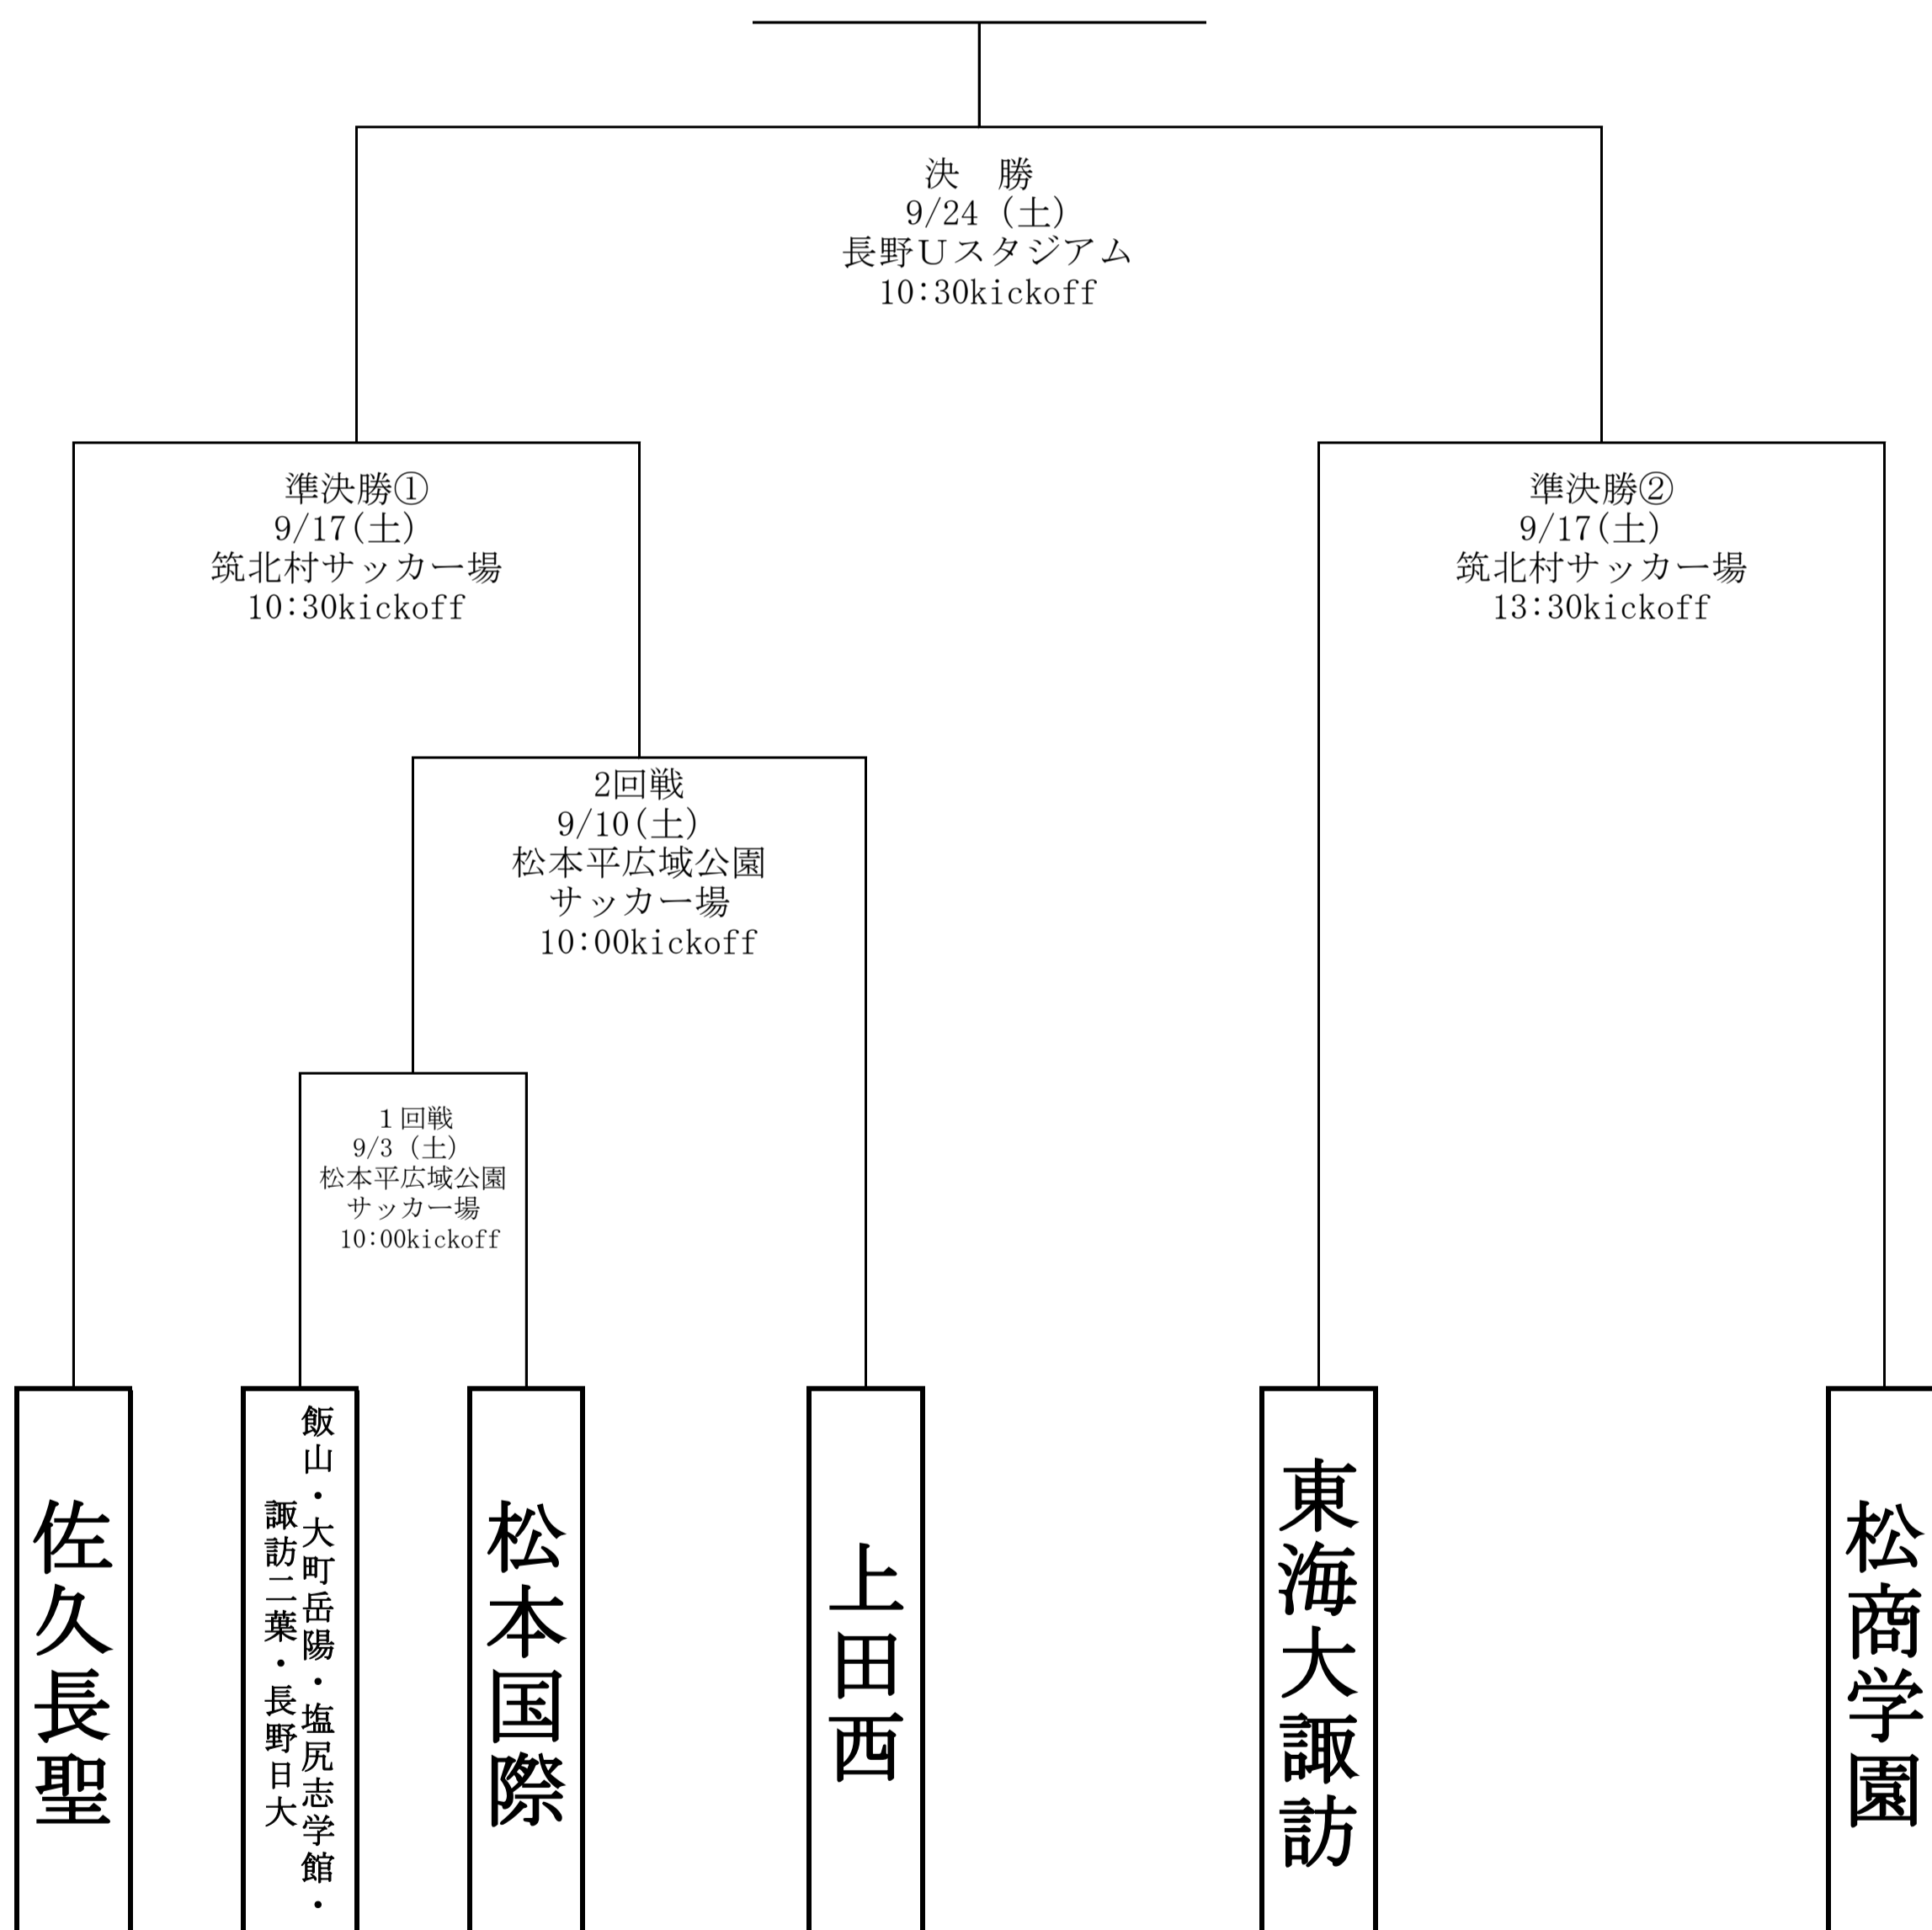 決　勝
9/24（土）
長野Ｕスタジアム
10:30kickoff
準決勝①
9/17(土)
筑北村サッカー場
10:30kickoff
準決勝②
9/17(土)
筑北村サッカー場
13:30kickoff
2回戦
9/10(土)
松本平広域公園
サッカー場
10:00kickoff
１回戦
9/3（土）
松本平広域公園
サッカー場
10:00kickoff
佐久長聖
飯山・大町岳陽・塩尻志学館・
諏訪二葉・長野日大
松本国際
上田西
東海大諏訪
松商学園